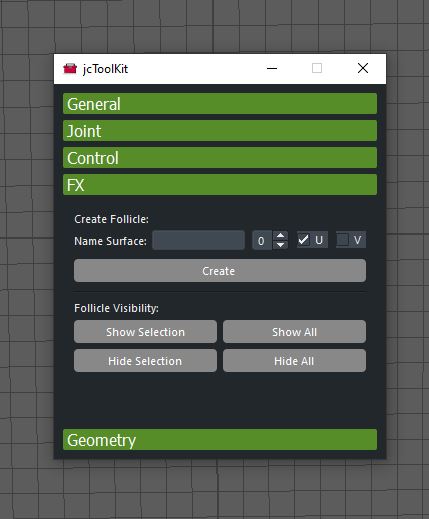 jcToolKit
General
Joint
Control
FX
Create Follicle:
Name Surface: 0 U V
Create
Follicle Visibility:
Show Selection Show All
Hide Selection Hide All
Geometry